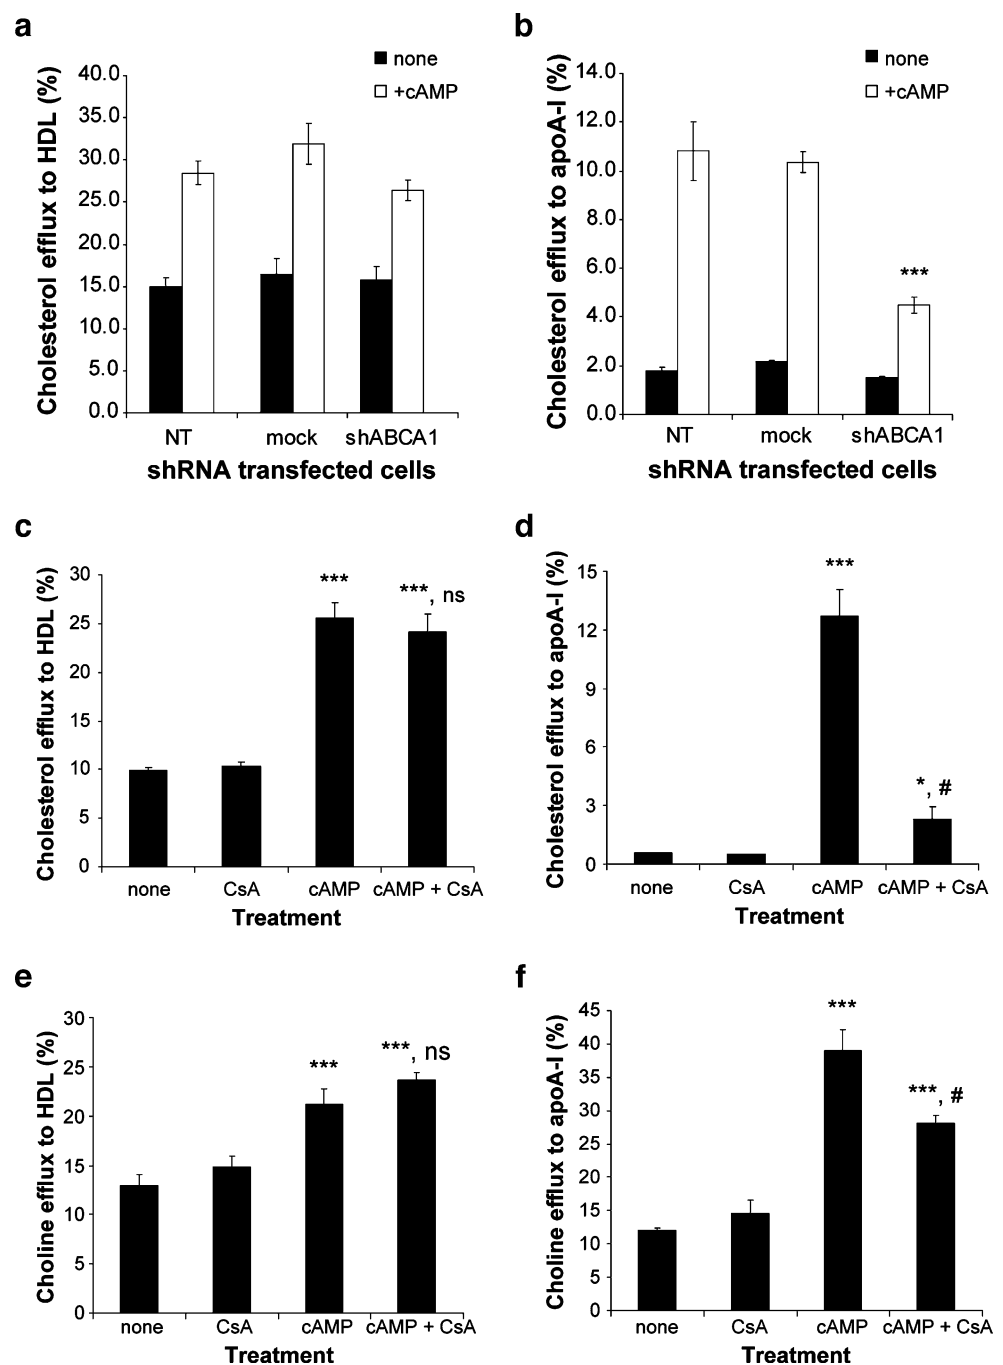 a
none
+cAMP
Cholesterol efflux to HDL (%)
40.0
35.0
30.0
25.0
20.0
15.0
10.0
5.0
0.0
NT mock shABCA1
shRNA transfected cells
b
none
+cAMP
Cholesterol efflux to apoA-I (%)
14.0
12.0
10.0
8.0
6.0
4.0
2.0
0.0
***
NT mock shABCA1
shRNA transfected cells
c
Cholesterol efflux to HDL (%)
30
25
20
15
10
5
0
***
***, ns
none CsA cAMP cAMP + CsA
Treatment
d
Cholesterol efflux to apoA-I (%)
15
12
9
6
3
0
***
*, #
none CsA cAMP cAMP + CsA
Treatment
e
Choline efflux to HDL (%)
30
25
20
15
10
5
0
***
***, ns
none CsA cAMP cAMP + CsA
Treatment
f
Choline efflux to apoA-I (%)
45
40
35
30
25
20
15
10
5
0
***
***, #
none CsA cAMP cAMP + CsA
Treatment